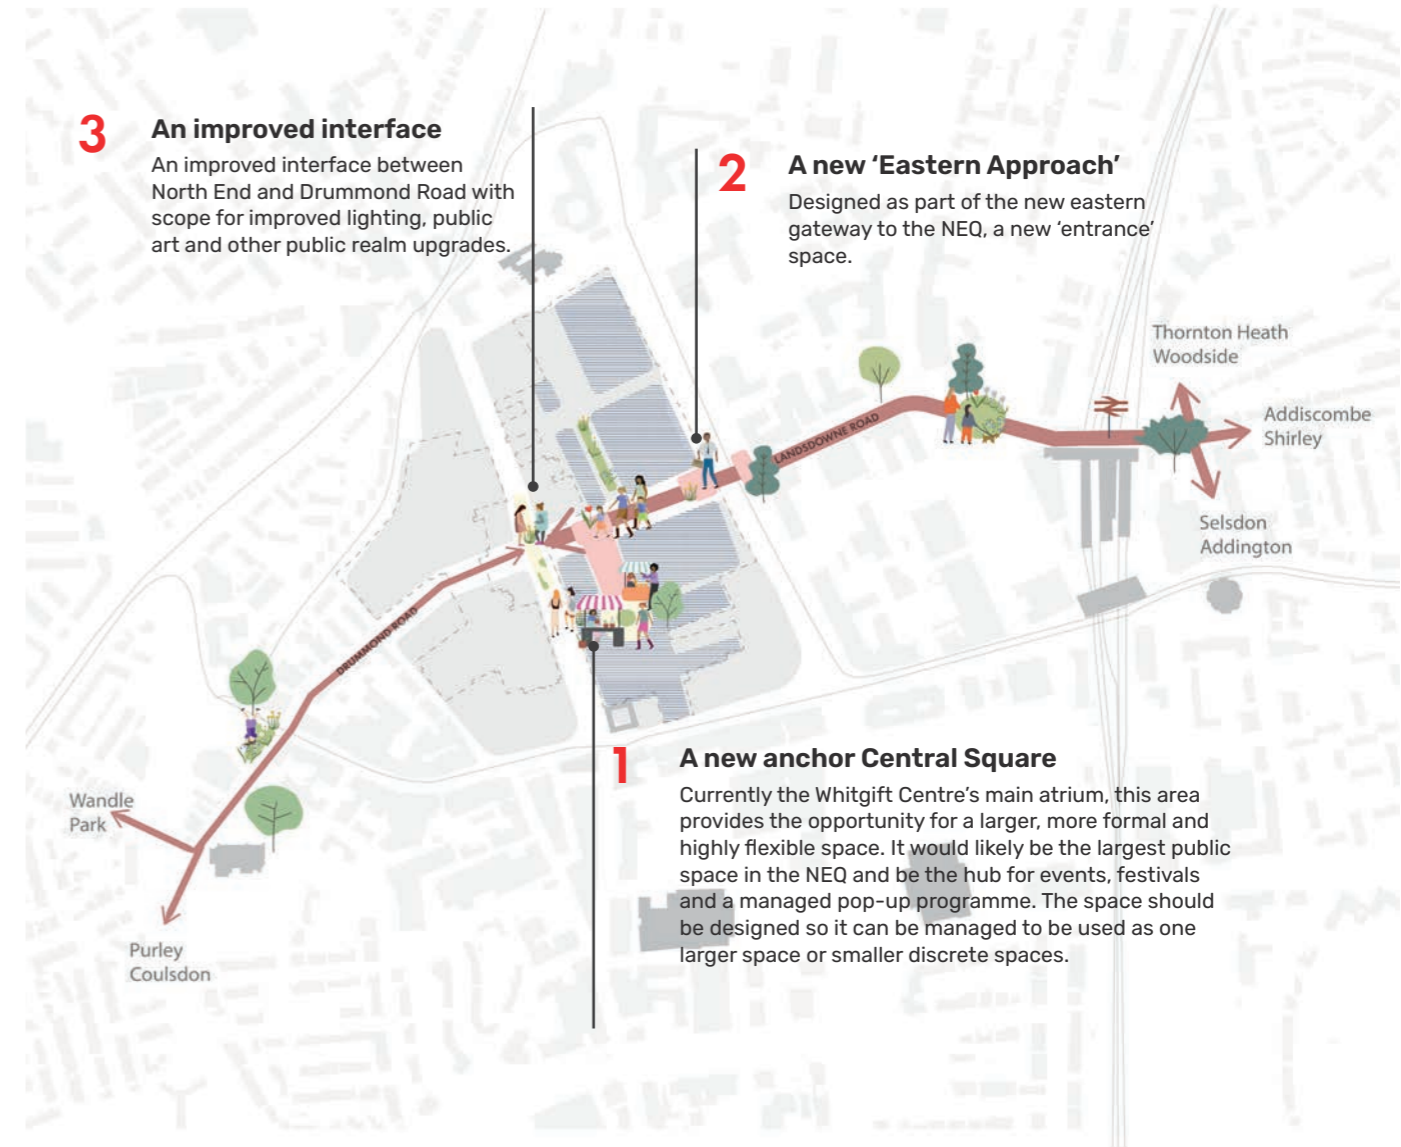 3
An improved interface
An improved interface between
North End and Drummond Road with
scope for improved lighting, public
art and other public realm upgrades.
2
A new ‘Eastern Approach’
Designed as part of the new eastern
gateway to the NEQ, a new ‘entrance’
space.
Thornton Heath
Woodside
Addiscombe
Shirley
LANDSDOWNE ROAD
Selsdon
Addington
DRUMMOND ROAD
Wandle
Park
Purley
Coulsdon
1
A new anchor Central Square
Currently the Whitgift Centre’s main atrium, this area
provides the opportunity for a larger, more formal and
highly flexible space. It would likely be the largest public
space in the NEQ and be the hub for events, festivals
and a managed pop-up programme. The space should
be designed so it can be managed to be used as one
larger space or smaller discrete spaces.